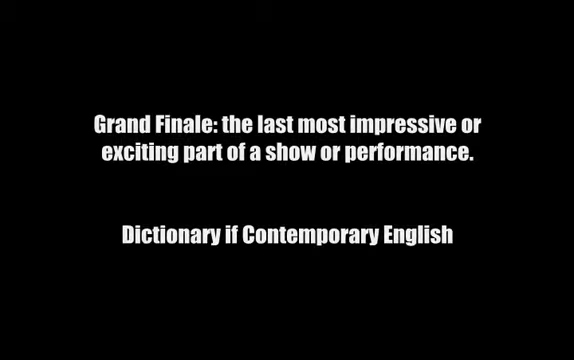 Grand Finale: the last most impressive or
exciting part of a show or performance.
Dictionary if Contemporary English